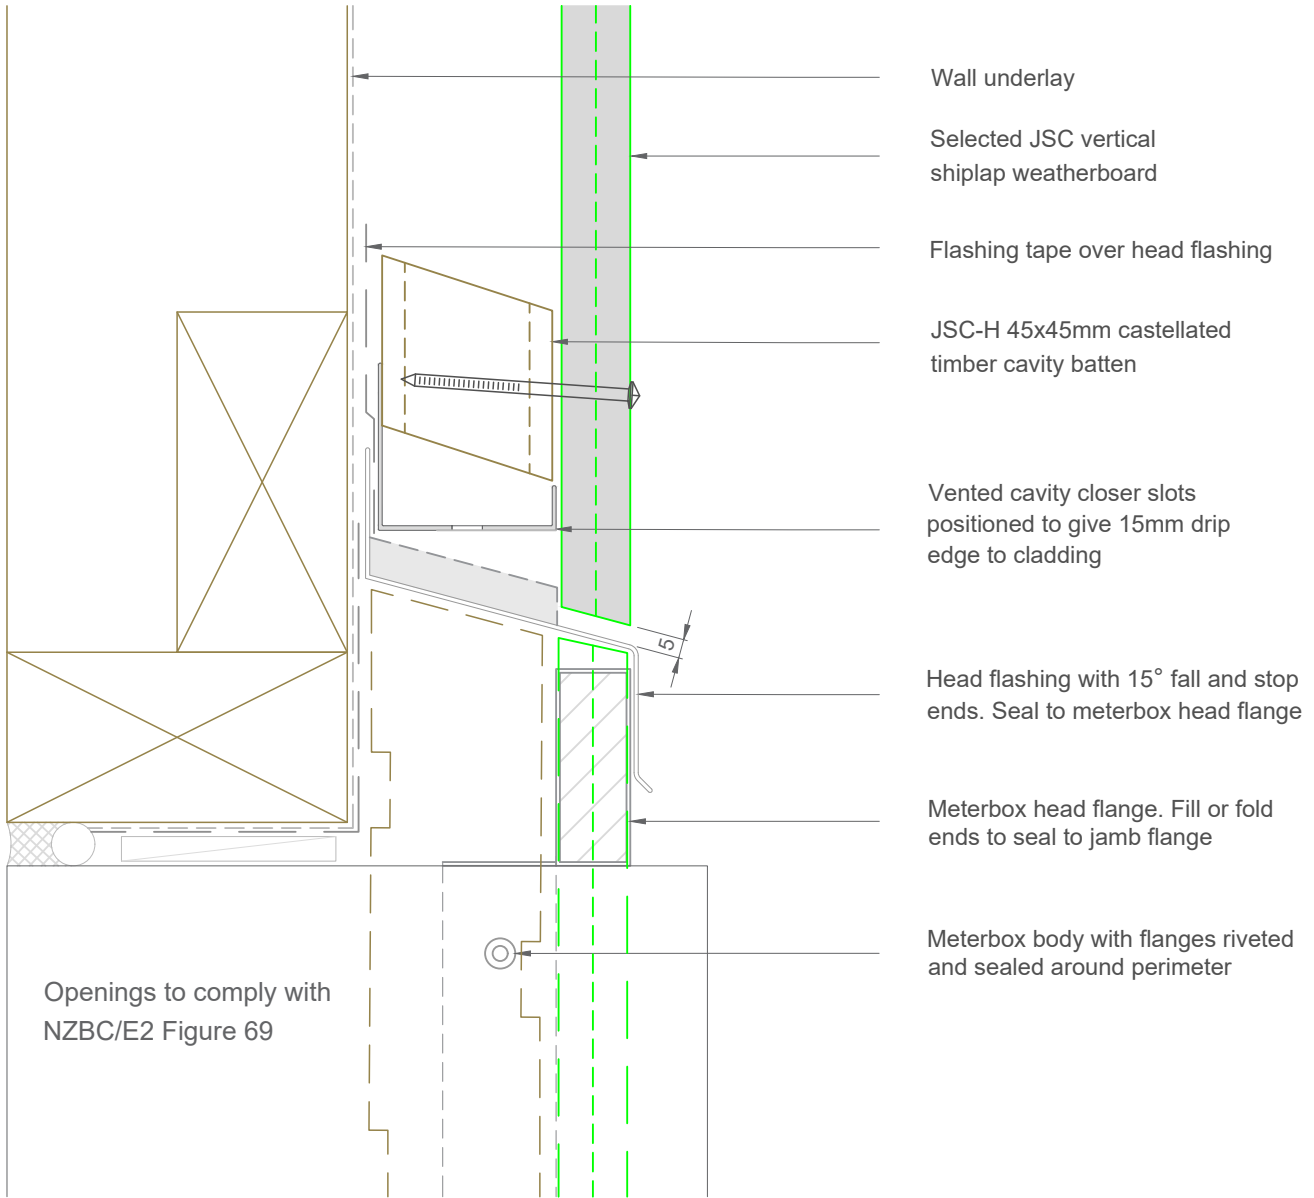 Wall underlay
Selected JSC vertical
shiplap weatherboard
Flashing tape over head flashing
JSC-H 45x45mm castellated
timber cavity batten
Vented cavity closer slots
positioned to give 15mm drip
edge to cladding
5
Head flashing with 15° fall and stop
ends. Seal to meterbox head flange
Meterbox head flange. Fill or fold
ends to seal to jamb flange
Meterbox body with flanges riveted
and sealed around perimeter
Openings to comply with
NZBC/E2 Figure 69